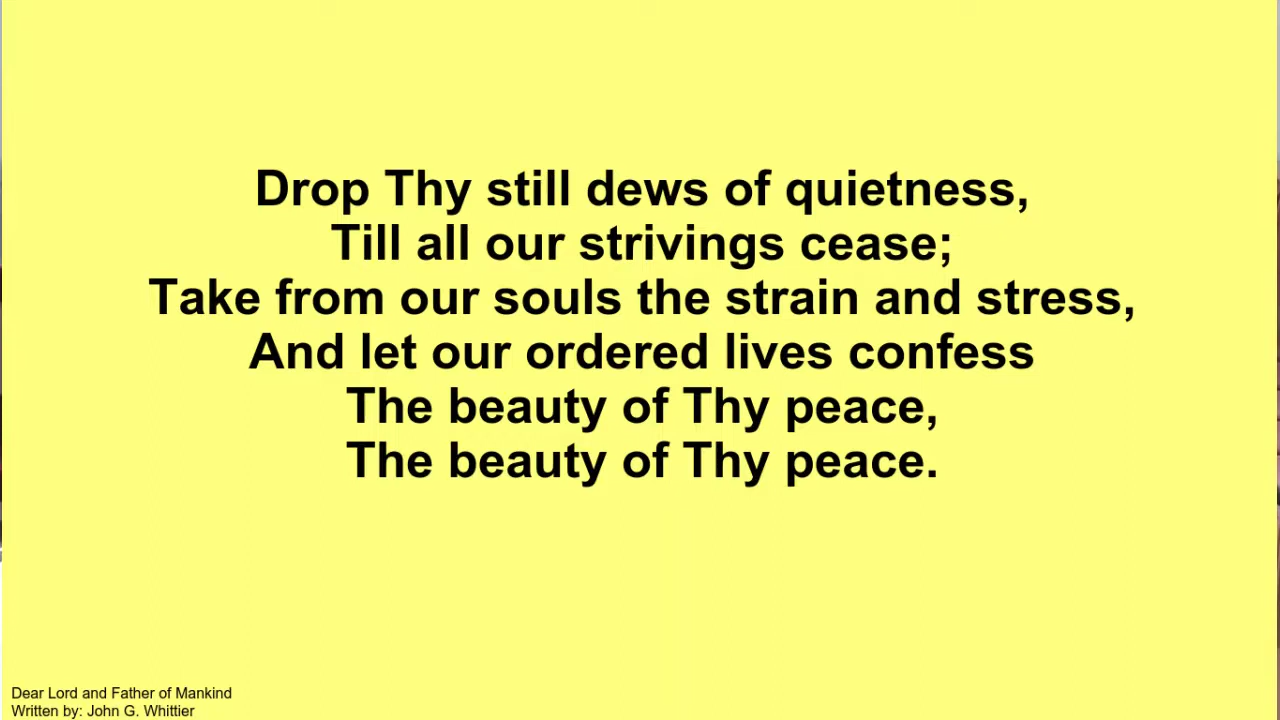 Drop Thy still dews of quietness,
Till all our strivings cease;
Take from our souls the strain and stress,
And let our ordered lives confess
The beauty of Thy peace,
The beauty of Thy peace.
Dear Lord and Father of Mankind
Written by: John G. Whittier